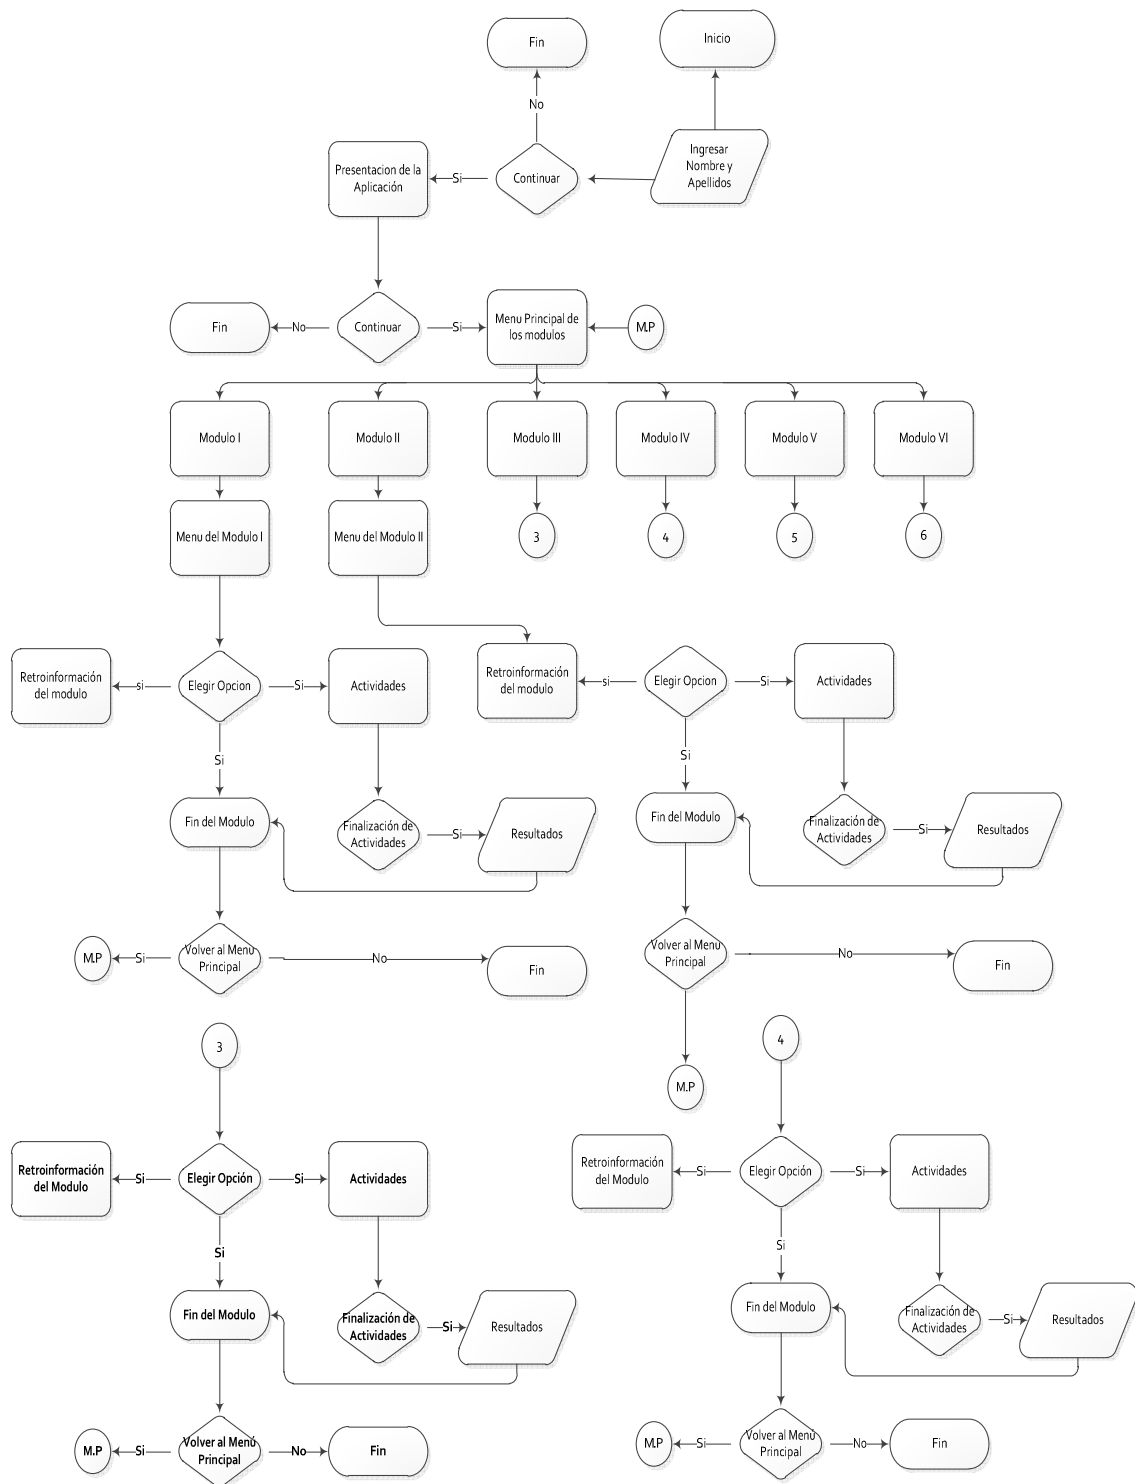 Fin
Inicio
No
Presentacion de la
Aplicación
Si
Continuar
Ingresar
Nombre y
Apellidos
Fin
No
Continuar
Si
Menu Principal de
los modulos
M.P
Modulo I
Modulo II
Modulo III
Modulo IV
Modulo V
Modulo VI
Menu del Modulo I
Menu del Modulo II
3
4
5
6
Retroinformación
del modulo
si
Elegir Opcion
Si
Actividades
Retroinformación
del modulo
si
Elegir Opcion
Si
Actividades
Si
Si
Fin del Modulo
Finalización de
Actividades
Si
Resultados
Fin del Modulo
Finalización de
Actividades
Si
Resultados
M.P
Si
Volver al Menú
Principal
No
Fin
Volver al Menú
Principal
No
Fin
3
4
M.P
Retroinformación
del Modulo
Si
Elegir Opción
Si
Actividades
Retroinformación
del Modulo
Si
Elegir Opción
Si
Actividades
Si
Si
Fin del Modulo
Finalización de
Actividades
Si
Resultados
Fin del Modulo
Finalización de
Actividades
Si
Resultados
M.P
Si
Volver al Menú
Principal
No
Fin
M.P
Si
Volver al Menú
Principal
No
Fin